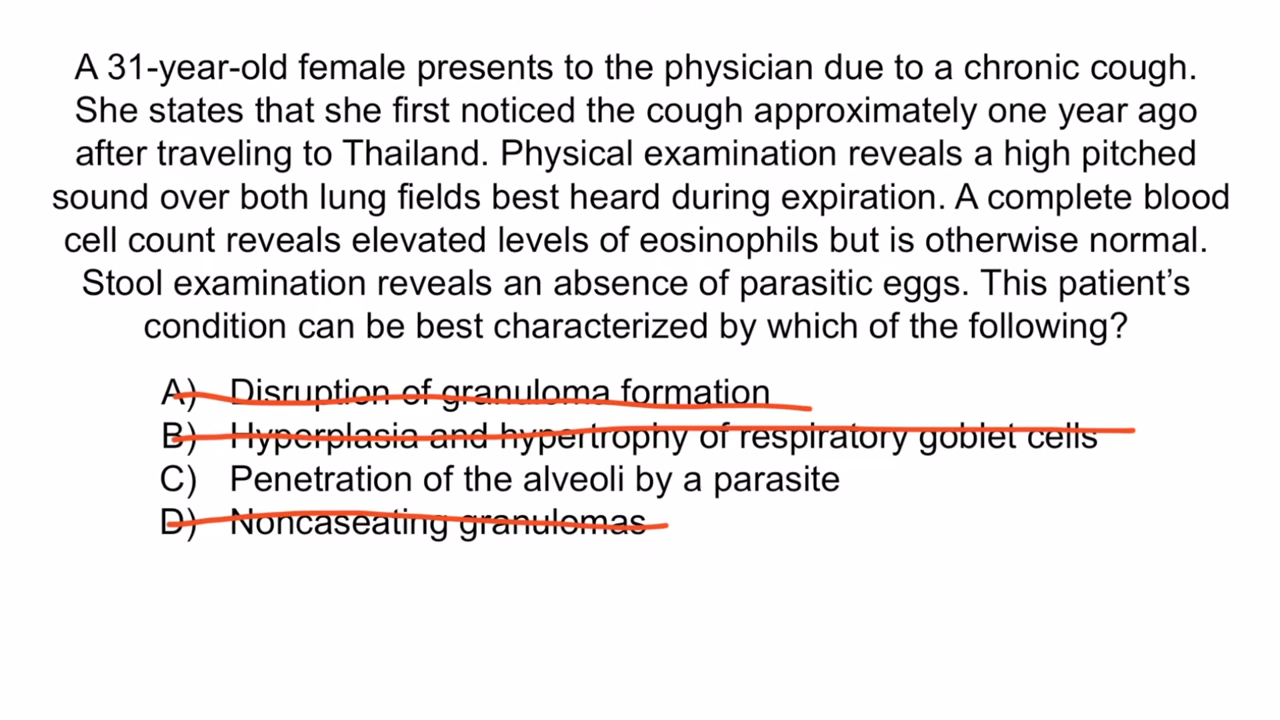 A 31-year-old female presents to the physician due to a chronic cough.
She states that she first noticed the cough approximately one year ago
after traveling to Thailand. Physical examination reveals a high pitched
sound over both lung fields best heard during expiration. A complete blood
cell count reveals elevated levels of eosinophils but is otherwise normal.
Stool examination reveals an absence of parasitic eggs. This patient’s
condition can be best characterized by which of the following?
A) Disruption of granuloma formation
B) Hyperplasia and hypertrophy of respiratory goblet cells
C) Penetration of the alveoli by a parasite
D) Noncaseating granulomas